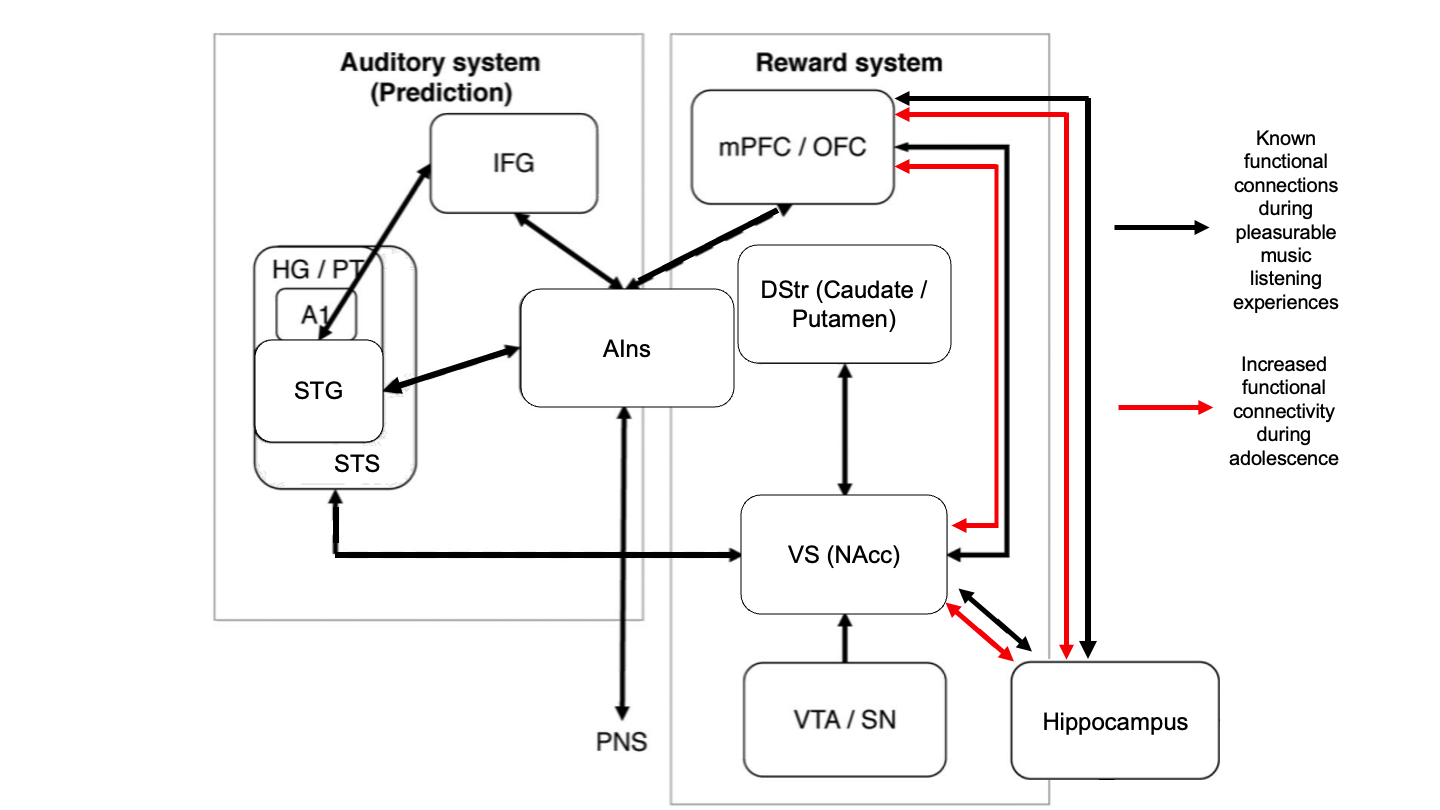 Auditory system
(Prediction)
IFG
HG / PT
A1
STG
STS
AIns
PNS
Reward system
mPFC / OFC
DStr (Caudate /
Putamen)
VS (NAcc)
VTA / SN
Hippocampus
Known
functional
connections
during
pleasurable
music
listening
experiences
Increased
functional
connectivity
during
adolescence